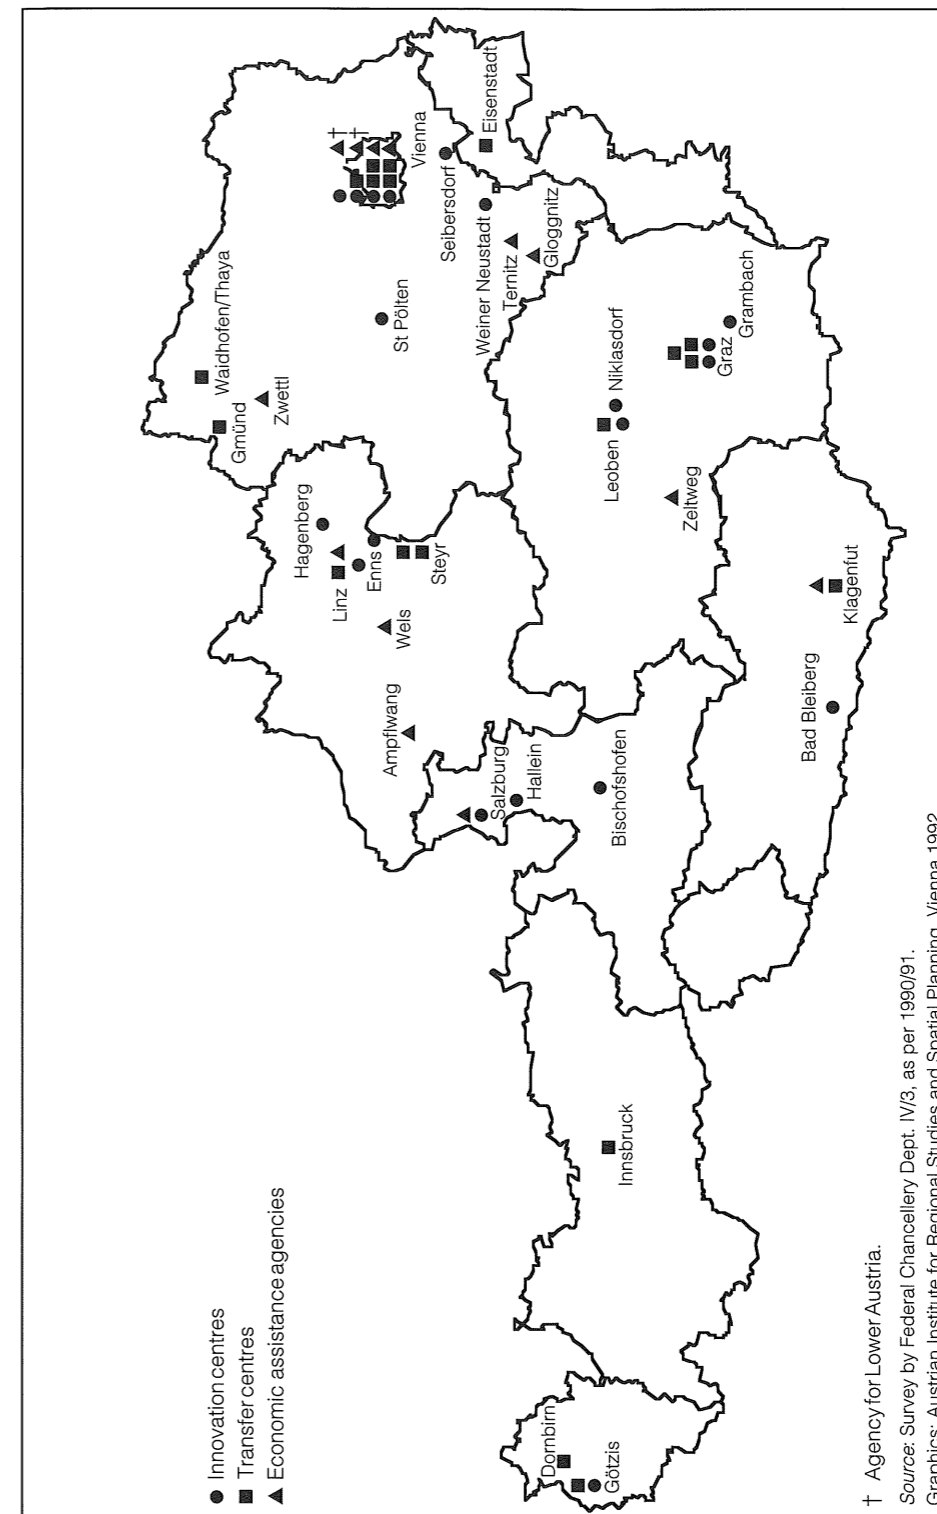 Innovation centres
Transfer centres
Economic assistance agencies
Waidhofen/Thaya
Gmünd
Zwettl
Hagenberg
Linz
Enns
Steyr
Wels
Ampflwang
St Pölten
Vienna
†
†
Seibersdorf
Eisenstadt
Weiner Neustadt
Ternitz
Gloggnitz
Salzburg
Hallein
Bischofshofen
Leoben
Niklasdorf
Graz
Grambach
Zeltweg
Klagenfut
Bad Bleiberg
Innsbruck
Dornbirn
Götzis
† Agency for Lower Austria.
Source: Survey by Federal Chancellery Dept. IV/3, as per 1990/91.
Graphics: Austrian Institute for Regional Studies and Spatial Planning, Vienna 1992